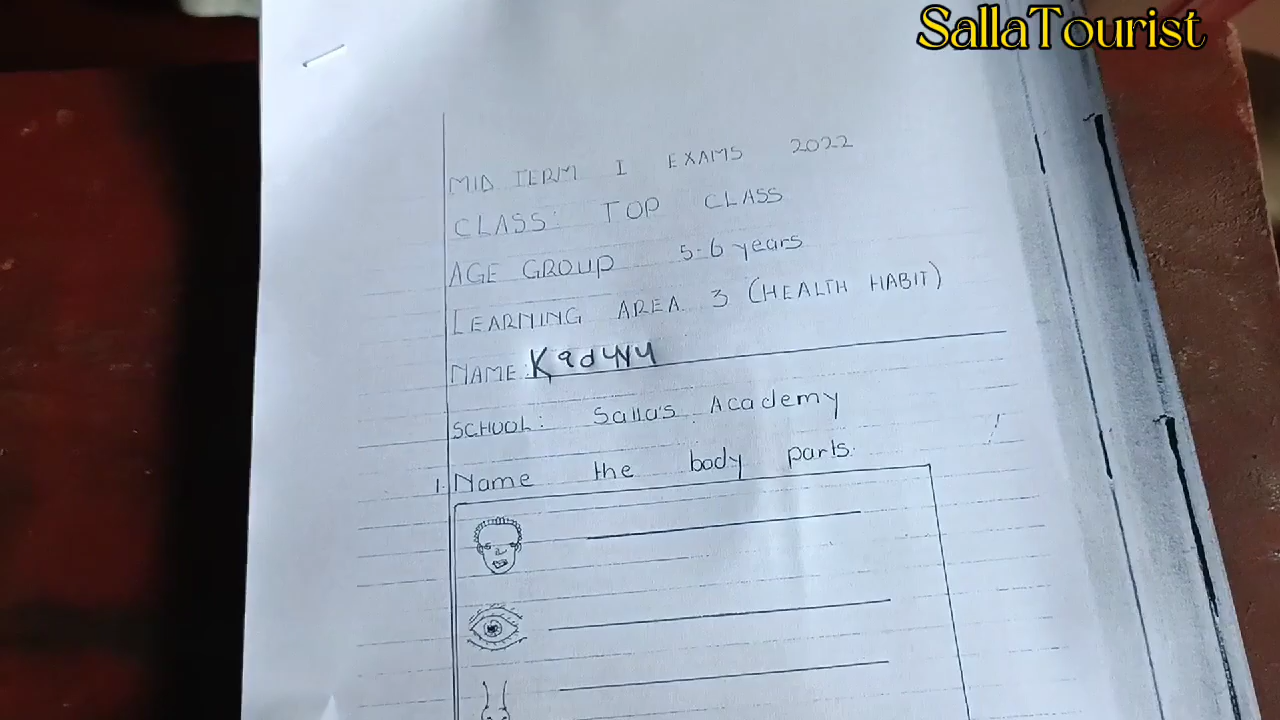 SallaTourist
MID TERM I EXAMS 2022
CLASS: TOP CLASS
AGE GROUP 5-6 years
LEARNING AREA 3 (HEALTH HABIT)
NAME:
SCHOOL: Salla's Academy
1. Name the body parts.